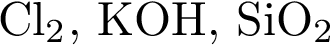 Cl₂, KOH, SiO₂